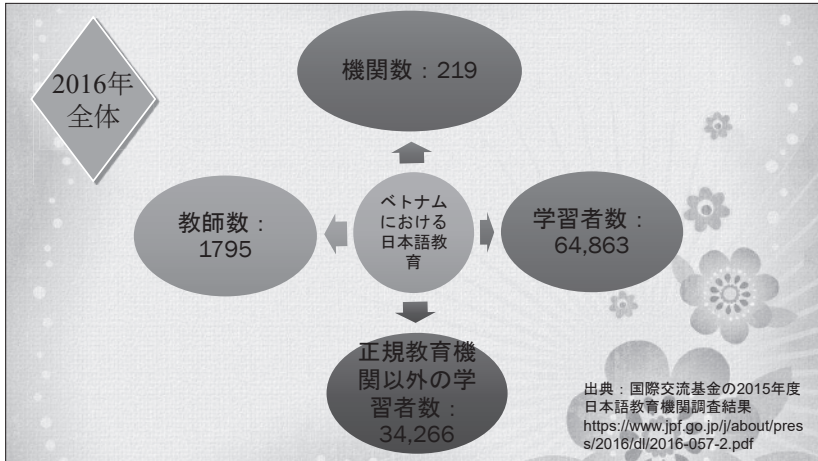 2016年
全体
機関数：219
教師数：
1795
ベトナム
における
日本語教
育
学習者数：
64,863
正規教育機
関以外の学
習者数：
34,266
出典：国際交流基金の2015年度
日本語教育機関調査結果
https://www.jpf.go.jp/j/about/pres
s/2016/dl/2016-057-2.pdf